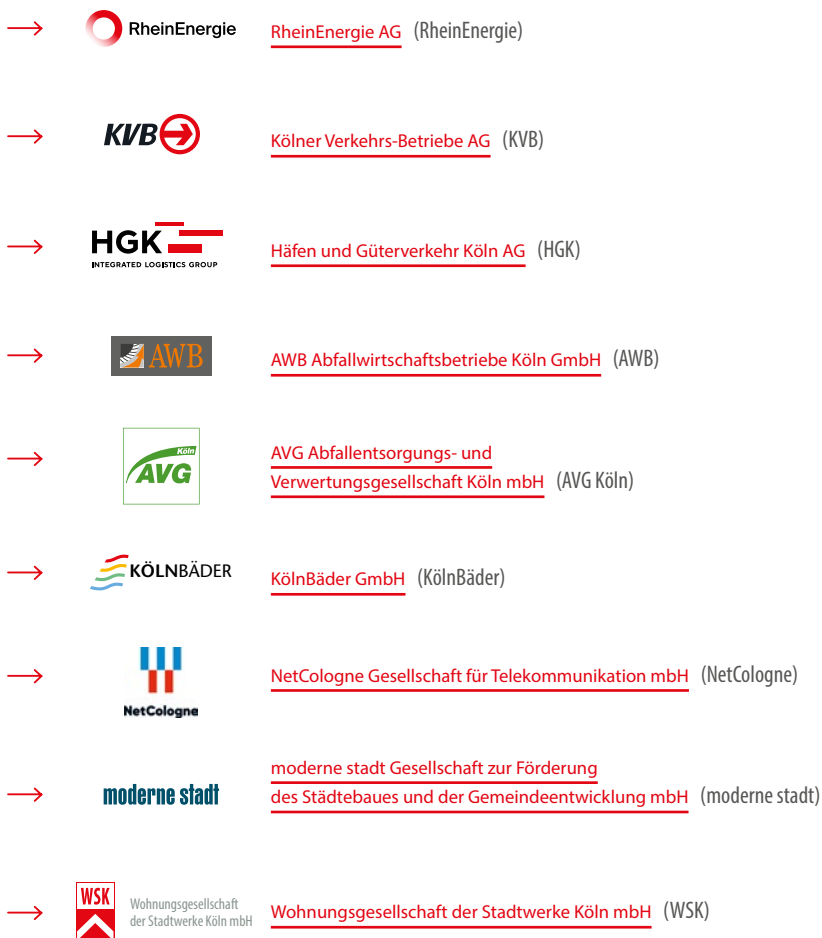 RheinEnergie RheinEnergie AG (RheinEnergie)
KVB Kölner Verkehrs-Betriebe AG (KVB)
HGK
INTEGRATED LOGISTICS GROUP
Häfen und Güterverkehr Köln AG (HGK)
AWB AWB Abfallwirtschaftsbetriebe Köln GmbH (AWB)
Köln
AVG
AVG Abfallentsorgungs- und
Verwertungsgesellschaft Köln mbH (AVG Köln)
KÖLNBÄDER KölnBäder GmbH (KölnBäder)
NetCologne
NetCologne Gesellschaft für Telekommunikation mbH (NetCologne)
moderne stadt
moderne stadt Gesellschaft zur Förderung
des Städtebaues und der Gemeindeentwicklung mbH (moderne stadt)
WSK
Wohnungsgesellschaft
der Stadtwerke Köln mbH
Wohnungsgesellschaft der Stadtwerke Köln mbH (WSK)